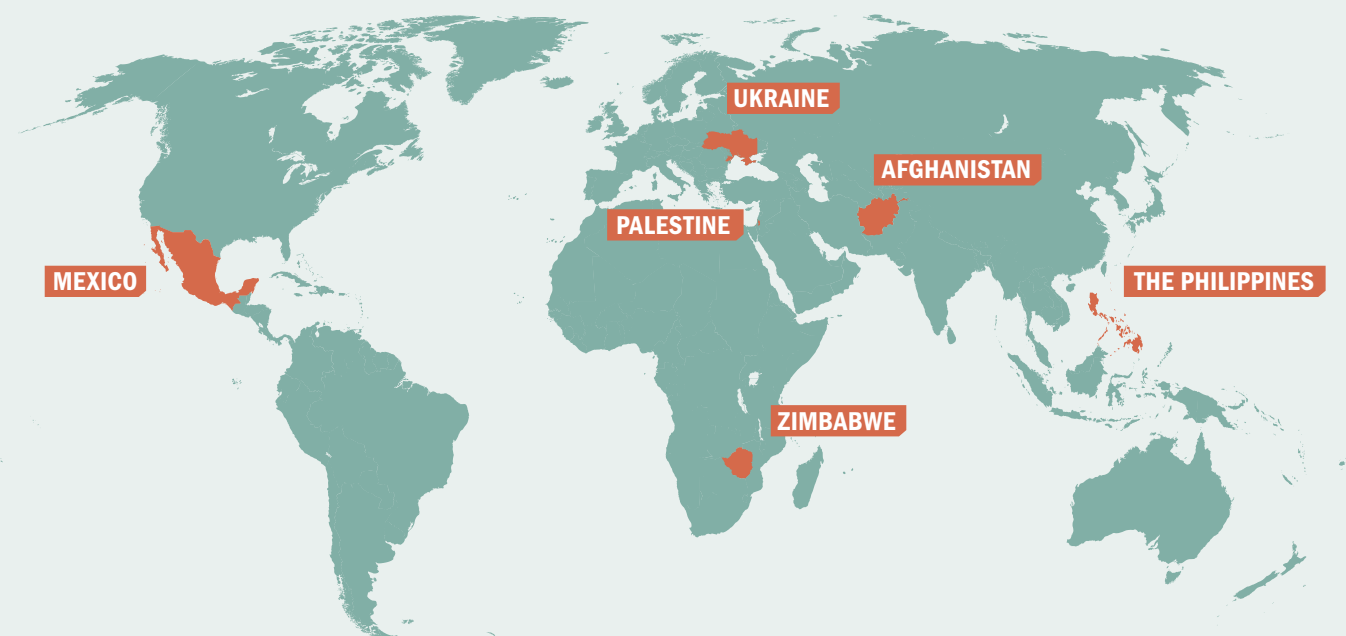 UKRAINE
AFGHANISTAN
PALESTINE
MEXICO
THE PHILIPPINES
ZIMBABWE